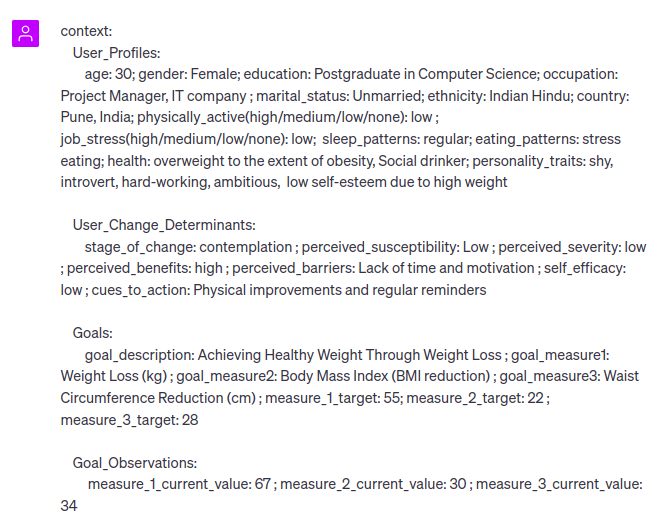 context:
User_Profiles:
age: 30; gender: Female; education: Postgraduate in Computer Science; occupation:
Project Manager, IT company ; marital_status: Unmarried; ethnicity: Indian Hindu; country:
Pune, India; physically_active(high/medium/low/none): low ;
job_stress(high/medium/low/none): low;  sleep_patterns: regular; eating_patterns: stress
eating; health: overweight to the extent of obesity, Social drinker; personality_traits: shy,
introvert, hard-working, ambitious,  low self-esteem due to high weight
User_Change_Determinants:
stage_of_change: contemplation ; perceived_susceptibility: Low ; perceived_severity: low
; perceived_benefits: high ; perceived_barriers: Lack of time and motivation ; self_efficacy:
low ; cues_to_action: Physical improvements and regular reminders
Goals:
goal_description: Achieving Healthy Weight Through Weight Loss ; goal_measure1:
Weight Loss (kg) ; goal_measure2: Body Mass Index (BMI reduction) ; goal_measure3: Waist
Circumference Reduction (cm) ; measure_1_target: 55; measure_2_target: 22 ;
measure_3_target: 28
Goal_Observations:
measure_1_current_value: 67 ; measure_2_current_value: 30 ; measure_3_current_value:
34